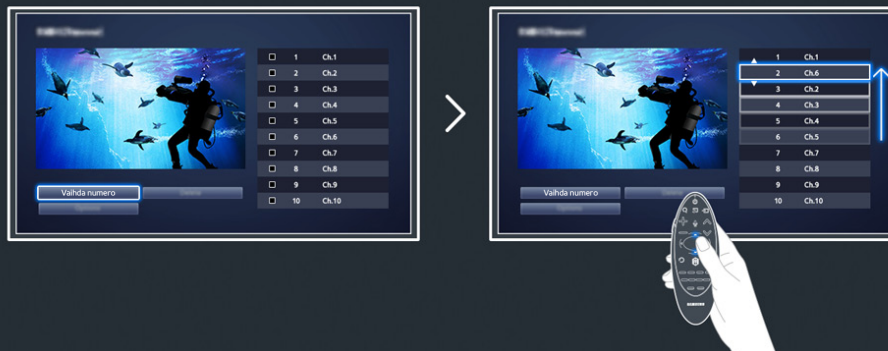 1 Ch.1
2 Ch.2
3 Ch.3
4 Ch.4
5 Ch.5
6 Ch.6
7 Ch.7
8 Ch.8
9 Ch.9
10 Ch.10
Vaihda numero
1 Ch.1
2 Ch.6
3 Ch.2
4 Ch.3
5 Ch.4
6 Ch.5
7 Ch.7
8 Ch.8
9 Ch.9
10 Ch.10
Vaihda numero
SAMSUNG